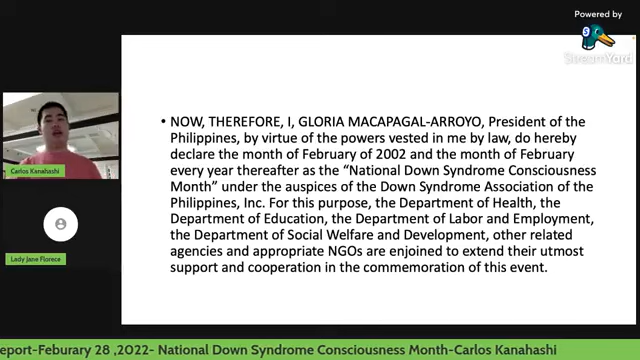 Powered by
StreamYard
• NOW, THEREFORE, I, GLORIA MACAPAGAL-ARROYO, President of the
Philippines, by virtue of the powers vested in me by law, do hereby
declare the month of February of 2002 and the month of February
every year thereafter as the “National Down Syndrome Consciousness
Month” under the auspices of the Down Syndrome Association of the
Philippines, Inc. For this purpose, the Department of Health, the
Department of Education, the Department of Labor and Employment,
the Department of Social Welfare and Development, other related
agencies and appropriate NGOs are enjoined to extend their utmost
support and cooperation in the commemoration of this event.
Carlos Kanahashi
Lady Jane Florece
eport-Feburary 28 ,2022- National Down Syndrome Consciousness Month-Carlos Kanahashi